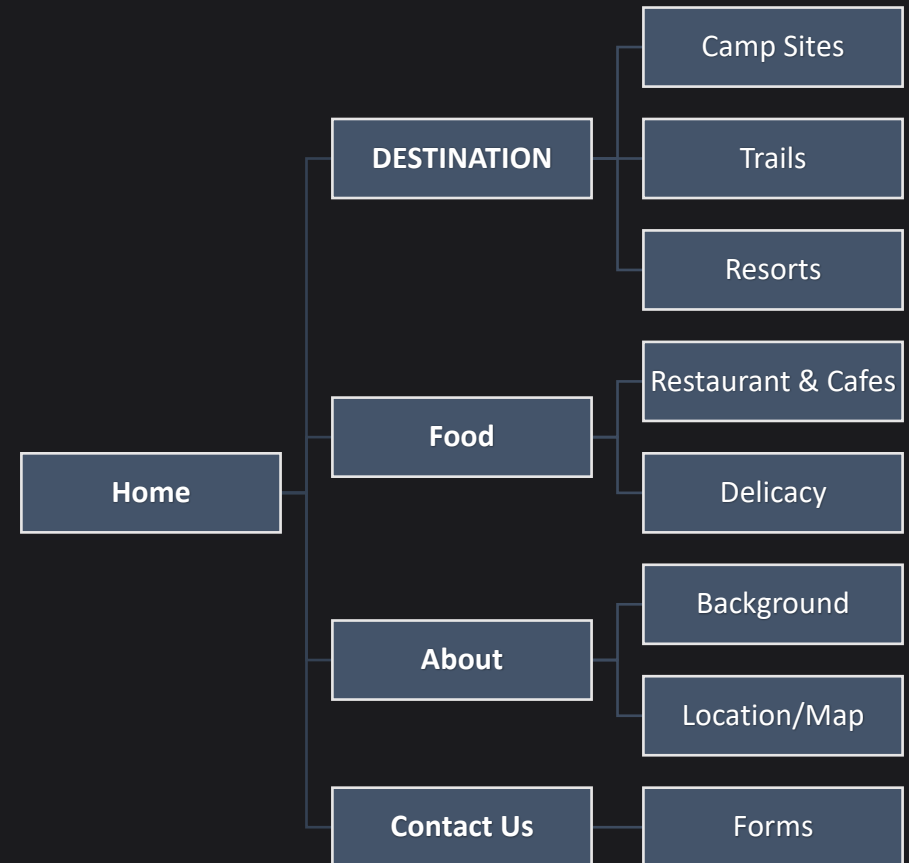 Home
DESTINATION
Camp Sites
Trails
Resorts
Food
Restaurant & Cafes
Delicacy
About
Background
Location/Map
Contact Us
Forms